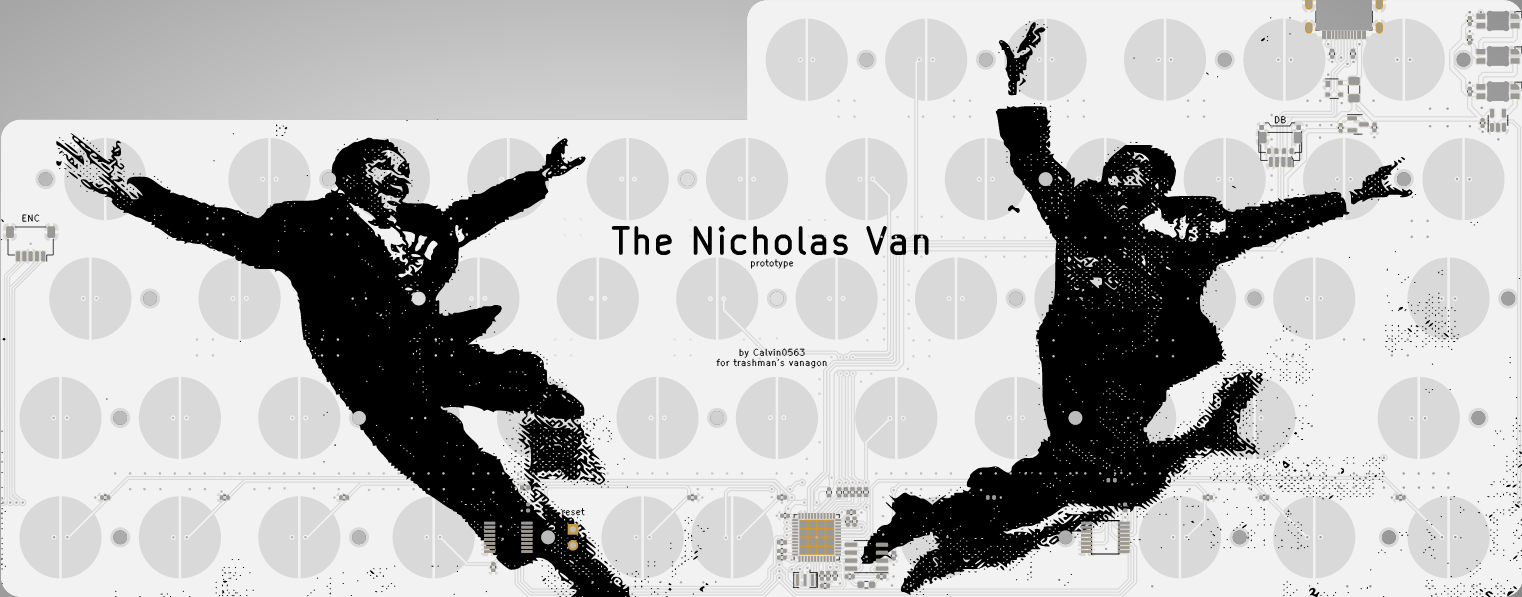 DB
ENC
The Nicholas Van
prototype
by Calvin0563
for trashman's vanagon
reset